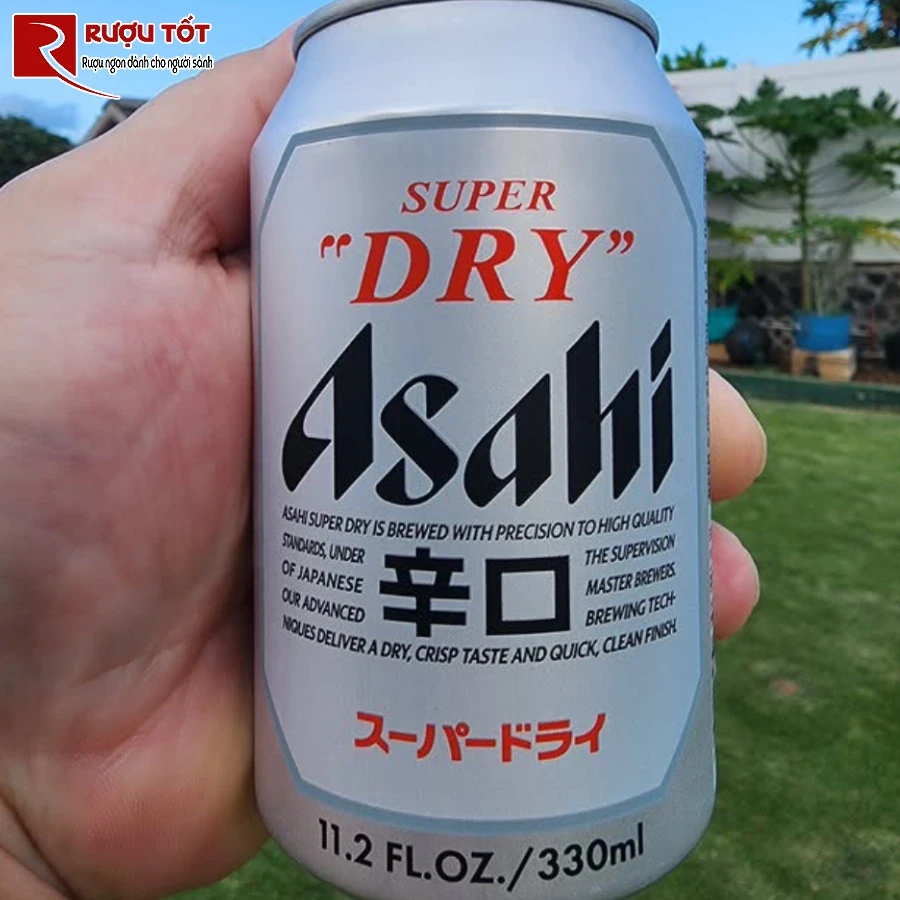 RƯỢU TỐT
Rượu ngon dành cho người sành
SUPER
"DRY"
Asahi
ASAHI SUPER DRY IS BREWED WITH PRECISION TO HIGH QUALITY
STANDARDS, UNDER THE SUPERVISION
OF JAPANESE MASTER BREWERS.
OUR ADVANCED BREWING TECH-
NIQUES DELIVER A DRY, CRISP TASTE AND QUICK, CLEAN FINISH.
辛口
スーパードライ
11.2 FL.OZ./330ml